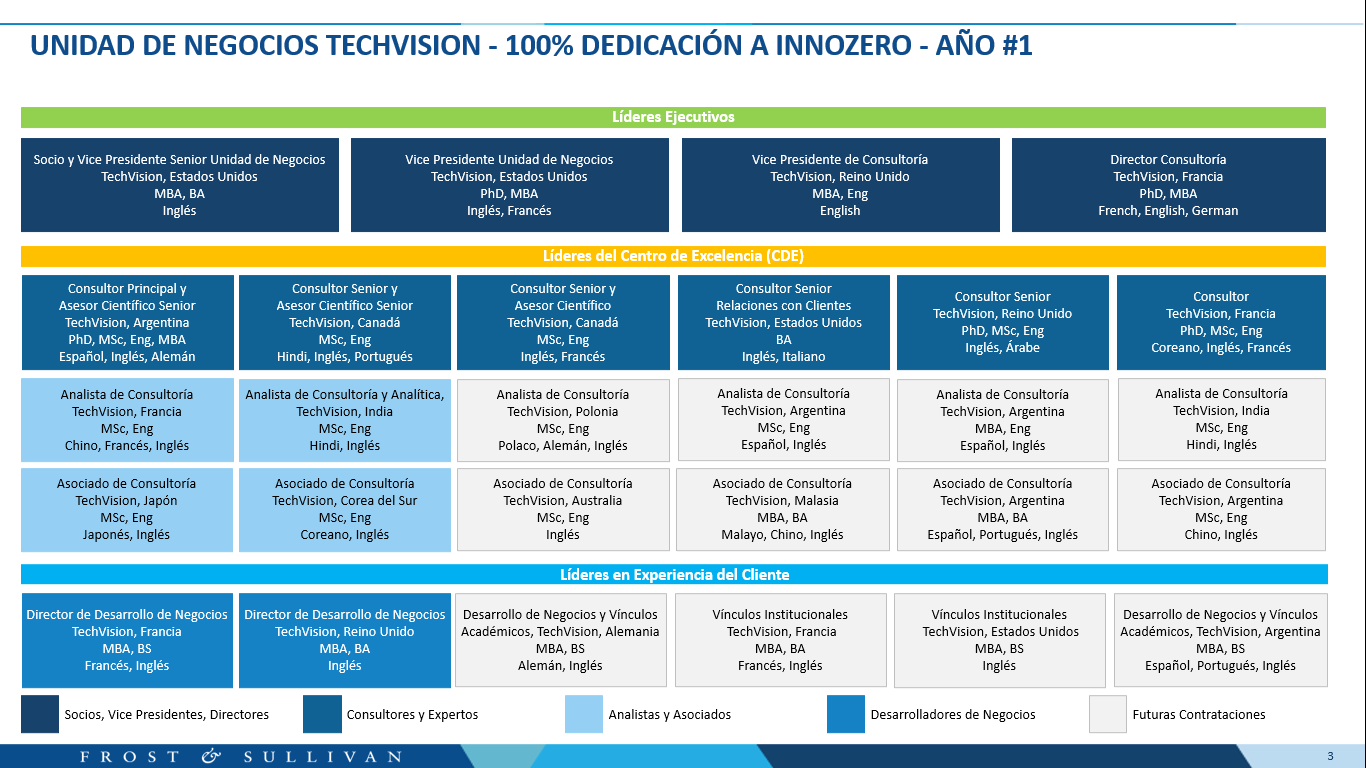 UNIDAD DE NEGOCIOS TECHVISION - 100% DEDICACIÓN A INNOZERO - AÑO #1
Líderes Ejecutivos
Socio y Vice Presidente Senior Unidad de Negocios
TechVision, Estados Unidos
MBA, BA
Inglés
Vice Presidente Unidad de Negocios
TechVision, Estados Unidos
PhD, MBA
Inglés, Francés
Vice Presidente de Consultoría
TechVision, Reino Unido
MBA, Eng
English
Director Consultoría
TechVision, Francia
PhD, MBA
French, English, German
Líderes del Centro de Excelencia (CDE)
Consultor Principal y
Asesor Científico Senior
TechVision, Argentina
PhD, MSc, Eng, MBA
Español, Inglés, Alemán
Consultor Senior y
Asesor Científico Senior
TechVision, Canadá
MSc, Eng
Hindi, Inglés, Portugués
Consultor Senior y
Asesor Científico
TechVision, Canadá
MSc, Eng
Inglés, Francés
Consultor Senior
Relaciones con Clientes
TechVision, Estados Unidos
BA
Inglés, Italiano
Consultor Senior
TechVision, Reino Unido
PhD, MSc, Eng
Inglés, Árabe
Consultor
TechVision, Francia
PhD, MSc, Eng
Coreano, Inglés, Francés
Analista de Consultoría
TechVision, Francia
MSc, Eng
Chino, Francés, Inglés
Analista de Consultoría y Analítica,
TechVision, India
MSc, Eng
Hindi, Inglés
Analista de Consultoría
TechVision, Polonia
MSc, Eng
Polaco, Alemán, Inglés
Analista de Consultoría
TechVision, Argentina
MSc, Eng
Español, Inglés
Analista de Consultoría
TechVision, Argentina
MBA, Eng
Español, Inglés
Analista de Consultoría
TechVision, India
MSc, Eng
Hindi, Inglés
Asociado de Consultoría
TechVision, Japón
MSc, Eng
Japonés, Inglés
Asociado de Consultoría
TechVision, Corea del Sur
MSc, Eng
Coreano, Inglés
Asociado de Consultoría
TechVision, Australia
MSc, Eng
Inglés
Asociado de Consultoría
TechVision, Malasia
MBA, BA
Malayo, Chino, Inglés
Asociado de Consultoría
TechVision, Argentina
MBA, BA
Español, Portugués, Inglés
Asociado de Consultoría
TechVision, Argentina
MSc, Eng
Chino, Inglés
Líderes en Experiencia del Cliente
Director de Desarrollo de Negocios
TechVision, Francia
MBA, BS
Francés, Inglés
Director de Desarrollo de Negocios
TechVision, Reino Unido
MBA, BA
Inglés
Desarrollo de Negocios y Vínculos
Académicos, TechVision, Alemania
MBA, BS
Alemán, Inglés
Vínculos Institucionales
TechVision, Francia
MBA, BA
Francés, Inglés
Vínculos Institucionales
TechVision, Estados Unidos
MBA, BS
Inglés
Desarrollo de Negocios y Vínculos
Académicos, TechVision, Argentina
MBA, BS
Español, Portugués, Inglés
Socios, Vice Presidentes, Directores
Consultores y Expertos
Analistas y Asociados
Desarrolladores de Negocios
Futuras Contrataciones
FROST & SULLIVAN
3